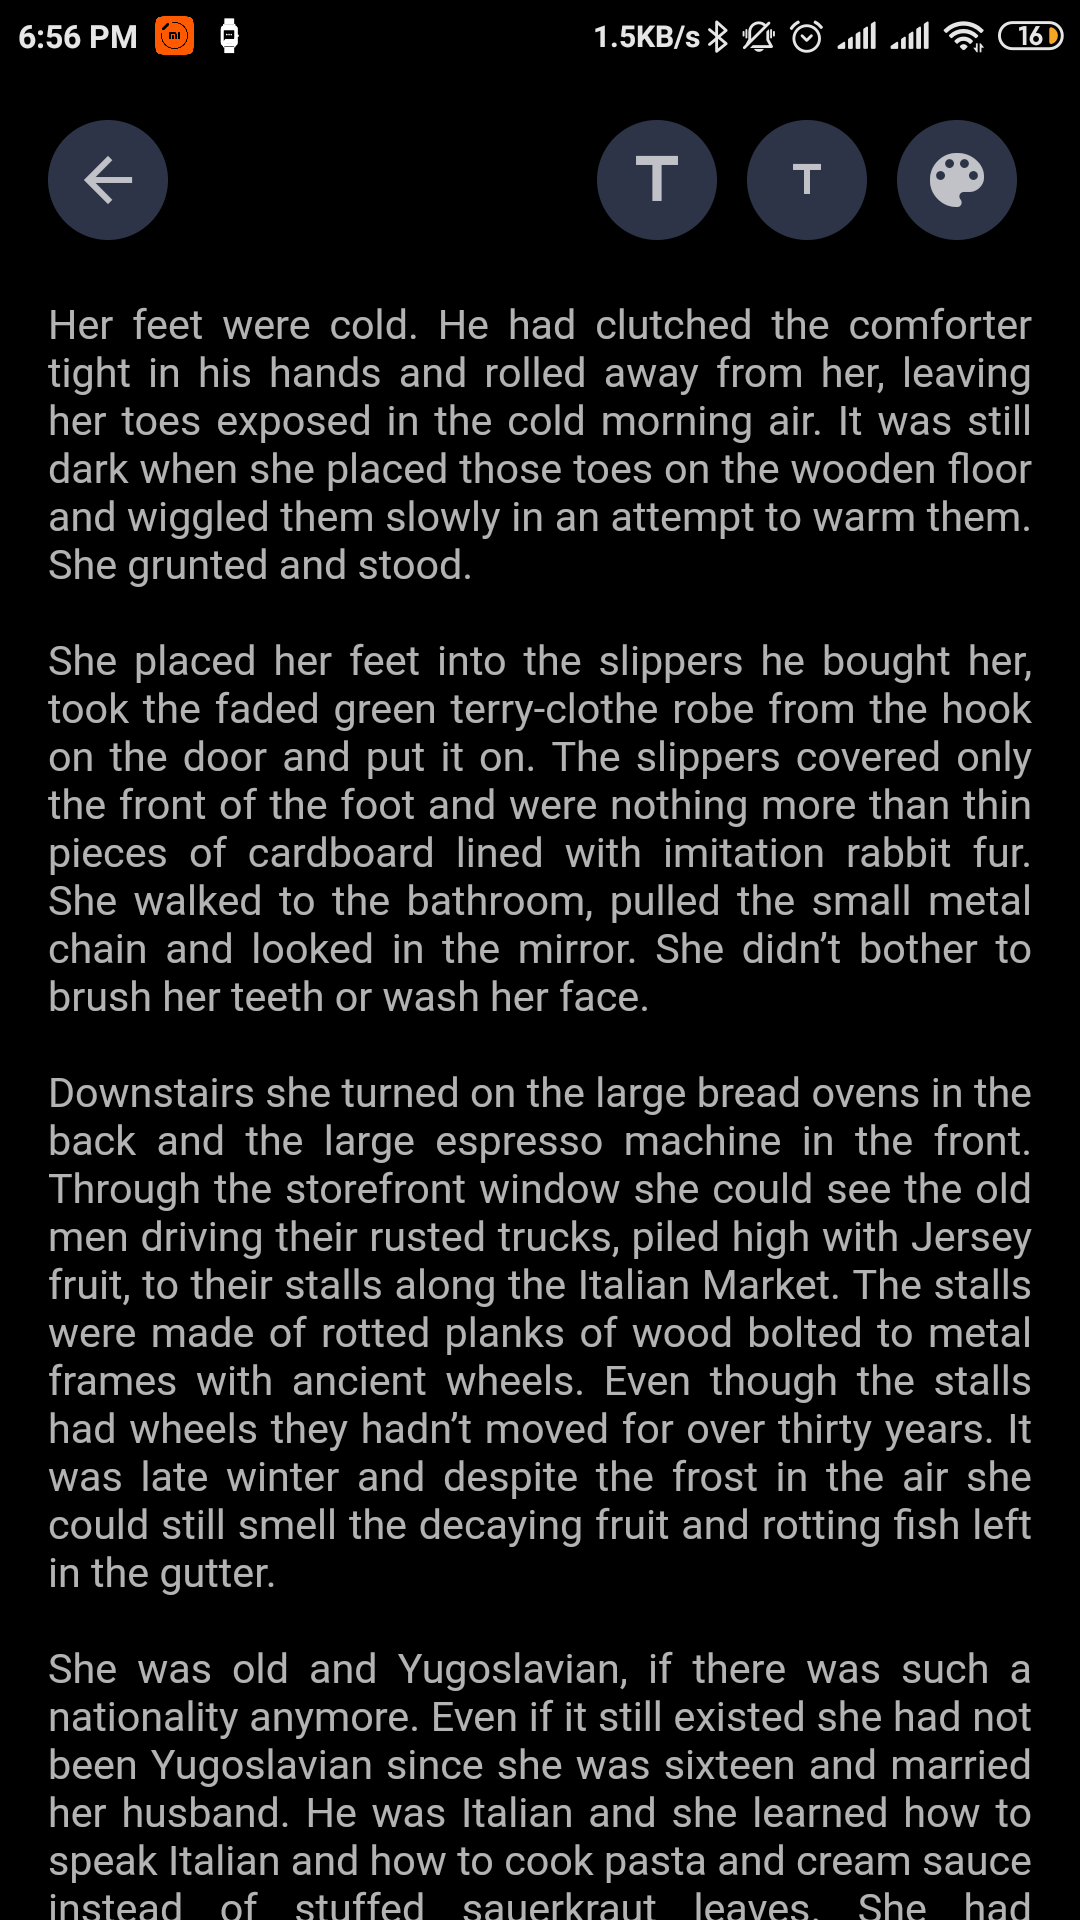 6:56 PM 1.5KB/s 16
T T
Her feet were cold. He had clutched the comforter
tight in his hands and rolled away from her, leaving
her toes exposed in the cold morning air. It was still
dark when she placed those toes on the wooden floor
and wiggled them slowly in an attempt to warm them.
She grunted and stood.
She placed her feet into the slippers he bought her,
took the faded green terry-clothe robe from the hook
on the door and put it on. The slippers covered only
the front of the foot and were nothing more than thin
pieces of cardboard lined with imitation rabbit fur.
She walked to the bathroom, pulled the small metal
chain and looked in the mirror. She didn’t bother to
brush her teeth or wash her face.
Downstairs she turned on the large bread ovens in the
back and the large espresso machine in the front.
Through the storefront window she could see the old
men driving their rusted trucks, piled high with Jersey
fruit, to their stalls along the Italian Market. The stalls
were made of rotted planks of wood bolted to metal
frames with ancient wheels. Even though the stalls
had wheels they hadn’t moved for over thirty years. It
was late winter and despite the frost in the air she
could still smell the decaying fruit and rotting fish left
in the gutter.
She was old and Yugoslavian, if there was such a
nationality anymore. Even if it still existed she had not
been Yugoslavian since she was sixteen and married
her husband. He was Italian and she learned how to
speak Italian and how to cook pasta and cream sauce
instead of stuffed sauerkraut leaves. She had